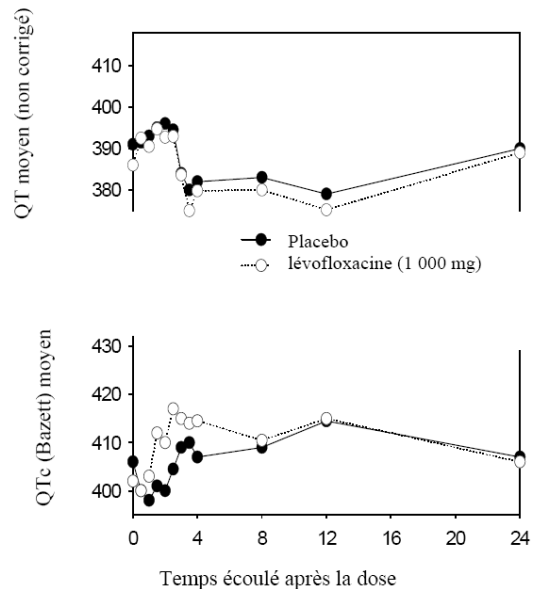 QT moyen (non corrigé)
410
400
390
380
Placebo
lévofloxacine (1 000 mg)
QTc (Bazett) moyen
430
420
410
400
0 4 8 12 16 20 24
Temps écoulé après la dose